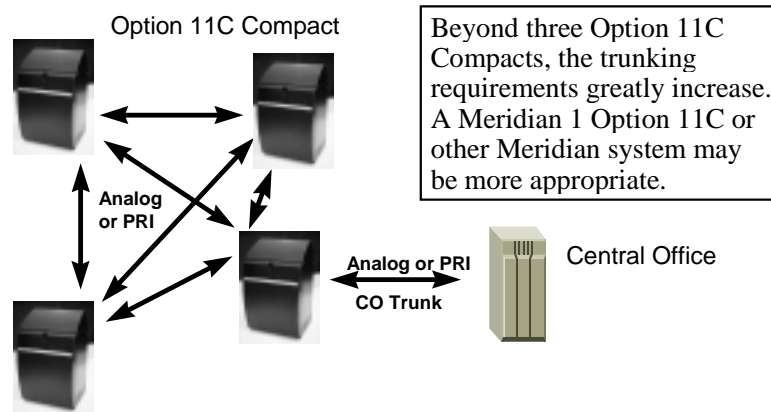 Option 11C Compact
Beyond three Option 11C
Compacts, the trunking
requirements greatly increase.
A Meridian 1 Option 11C or
other Meridian system may
be more appropriate.
Analog
or PRI
Analog or PRI
CO Trunk
Central Office